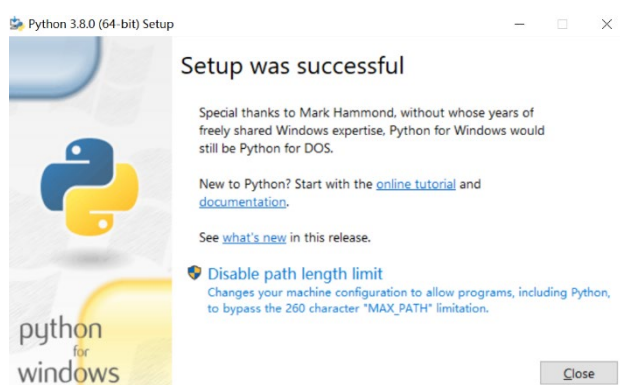 Python 3.8.0 (64-bit) Setup
Setup was successful
Special thanks to Mark Hammond, without whose years of
freely shared Windows expertise, Python for Windows would
still be Python for DOS.
New to Python? Start with the online tutorial and
documentation.
See what's new in this release.
Disable path length limit
Changes your machine configuration to allow programs, including Python,
to bypass the 260 character "MAX_PATH" limitation.
python
for
windows
Close